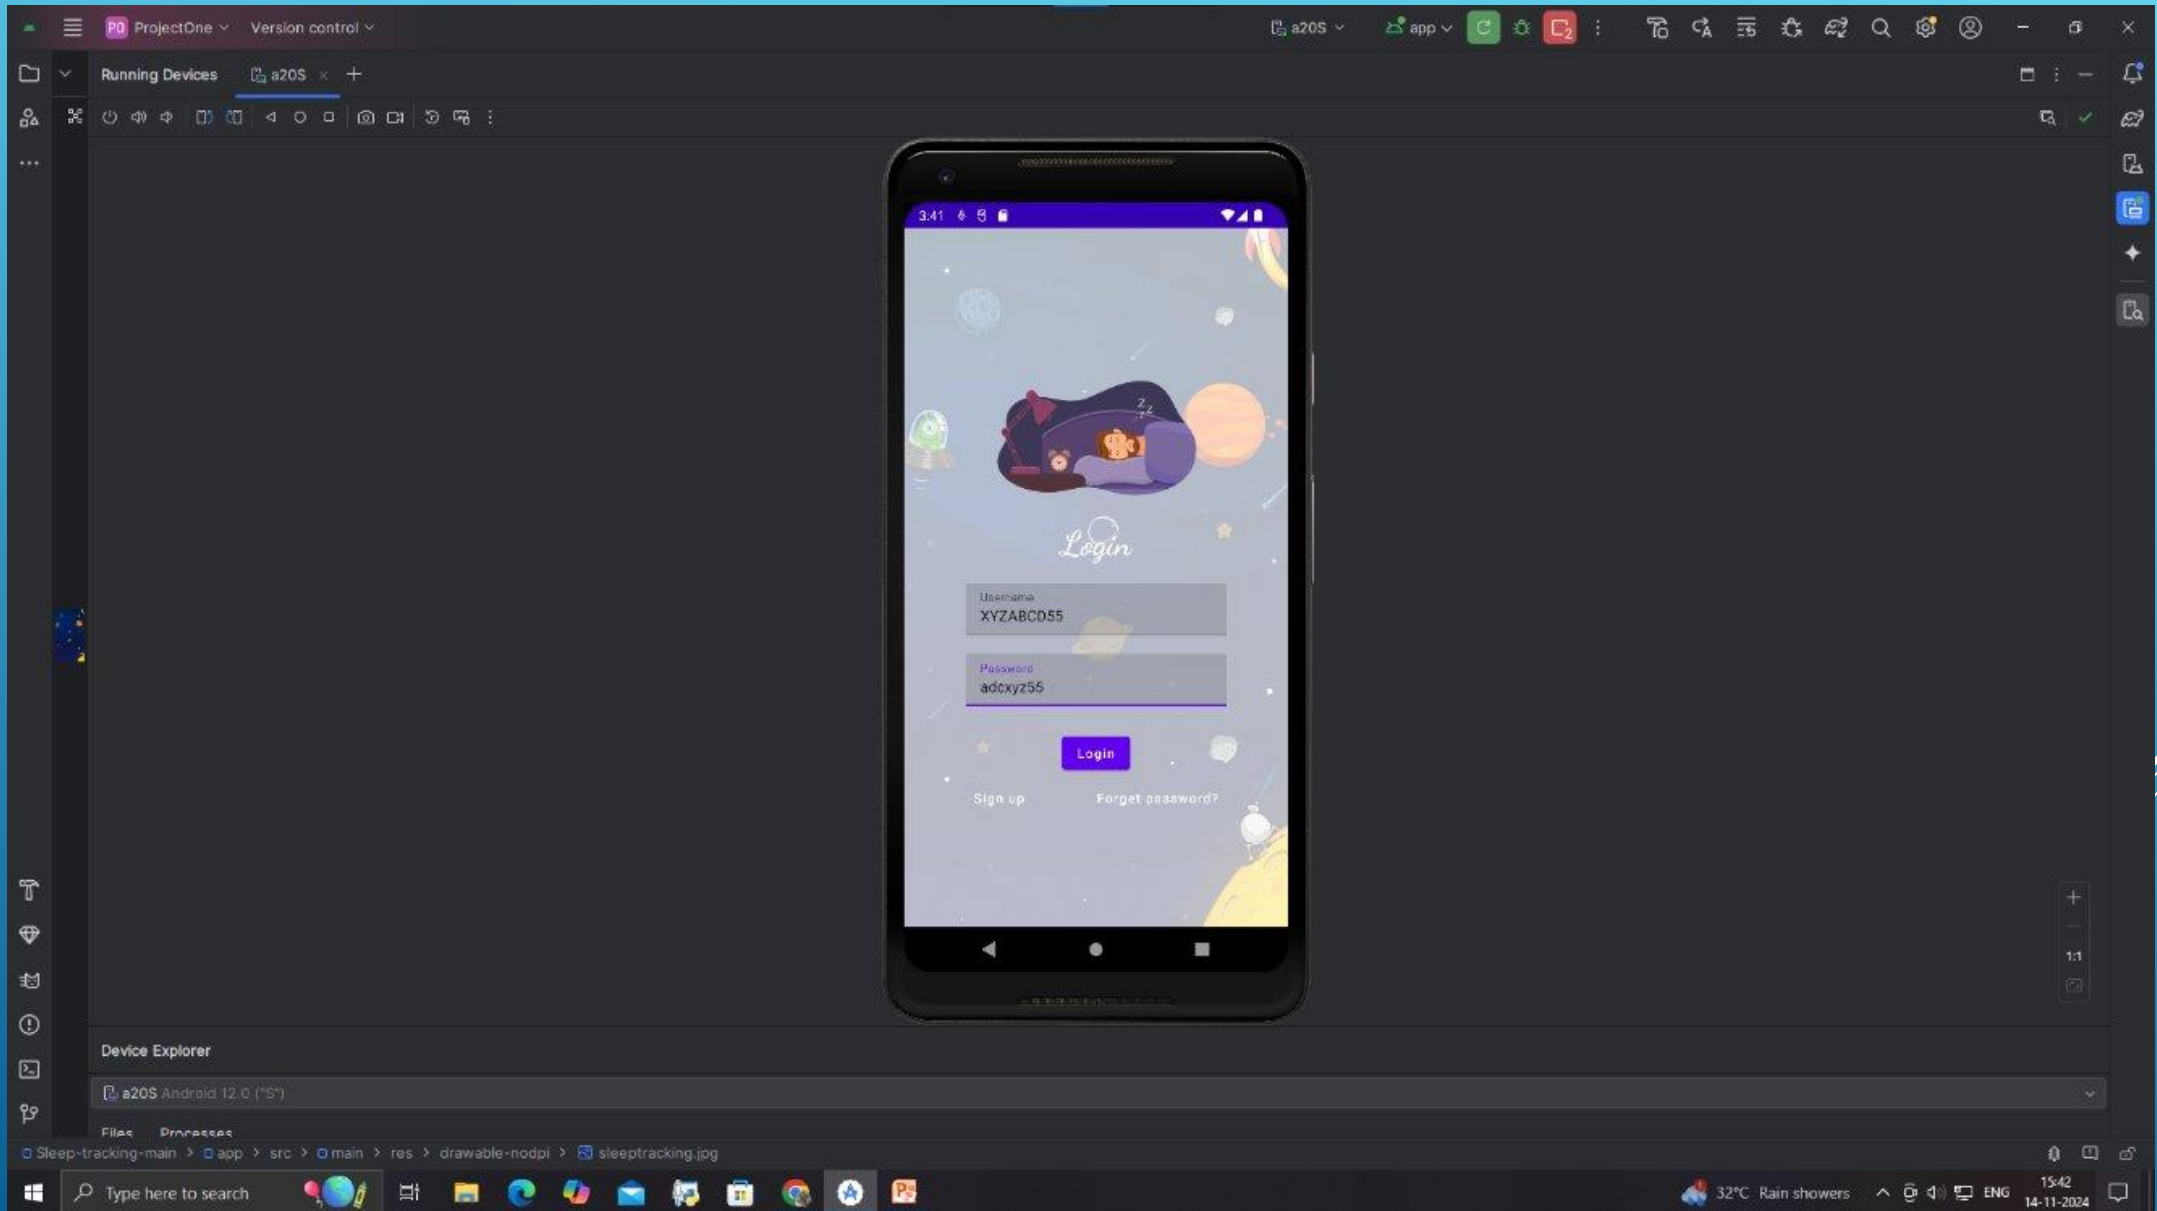 PO ProjectOne Version control a20S app
Running Devices a20S
3:41
z z z
Login
Username
XYZABCD55
Password
adcxyz55
Login
Sign up Forget password?
1:1
Device Explorer
a20S Android 12.0 ("S")
Files Processes
Sleep-tracking-main > app > src > main > res > drawable-nodpi > sleeptracking.jpg
Type here to search
32°C Rain showers
ENG
15:42
14-11-2024